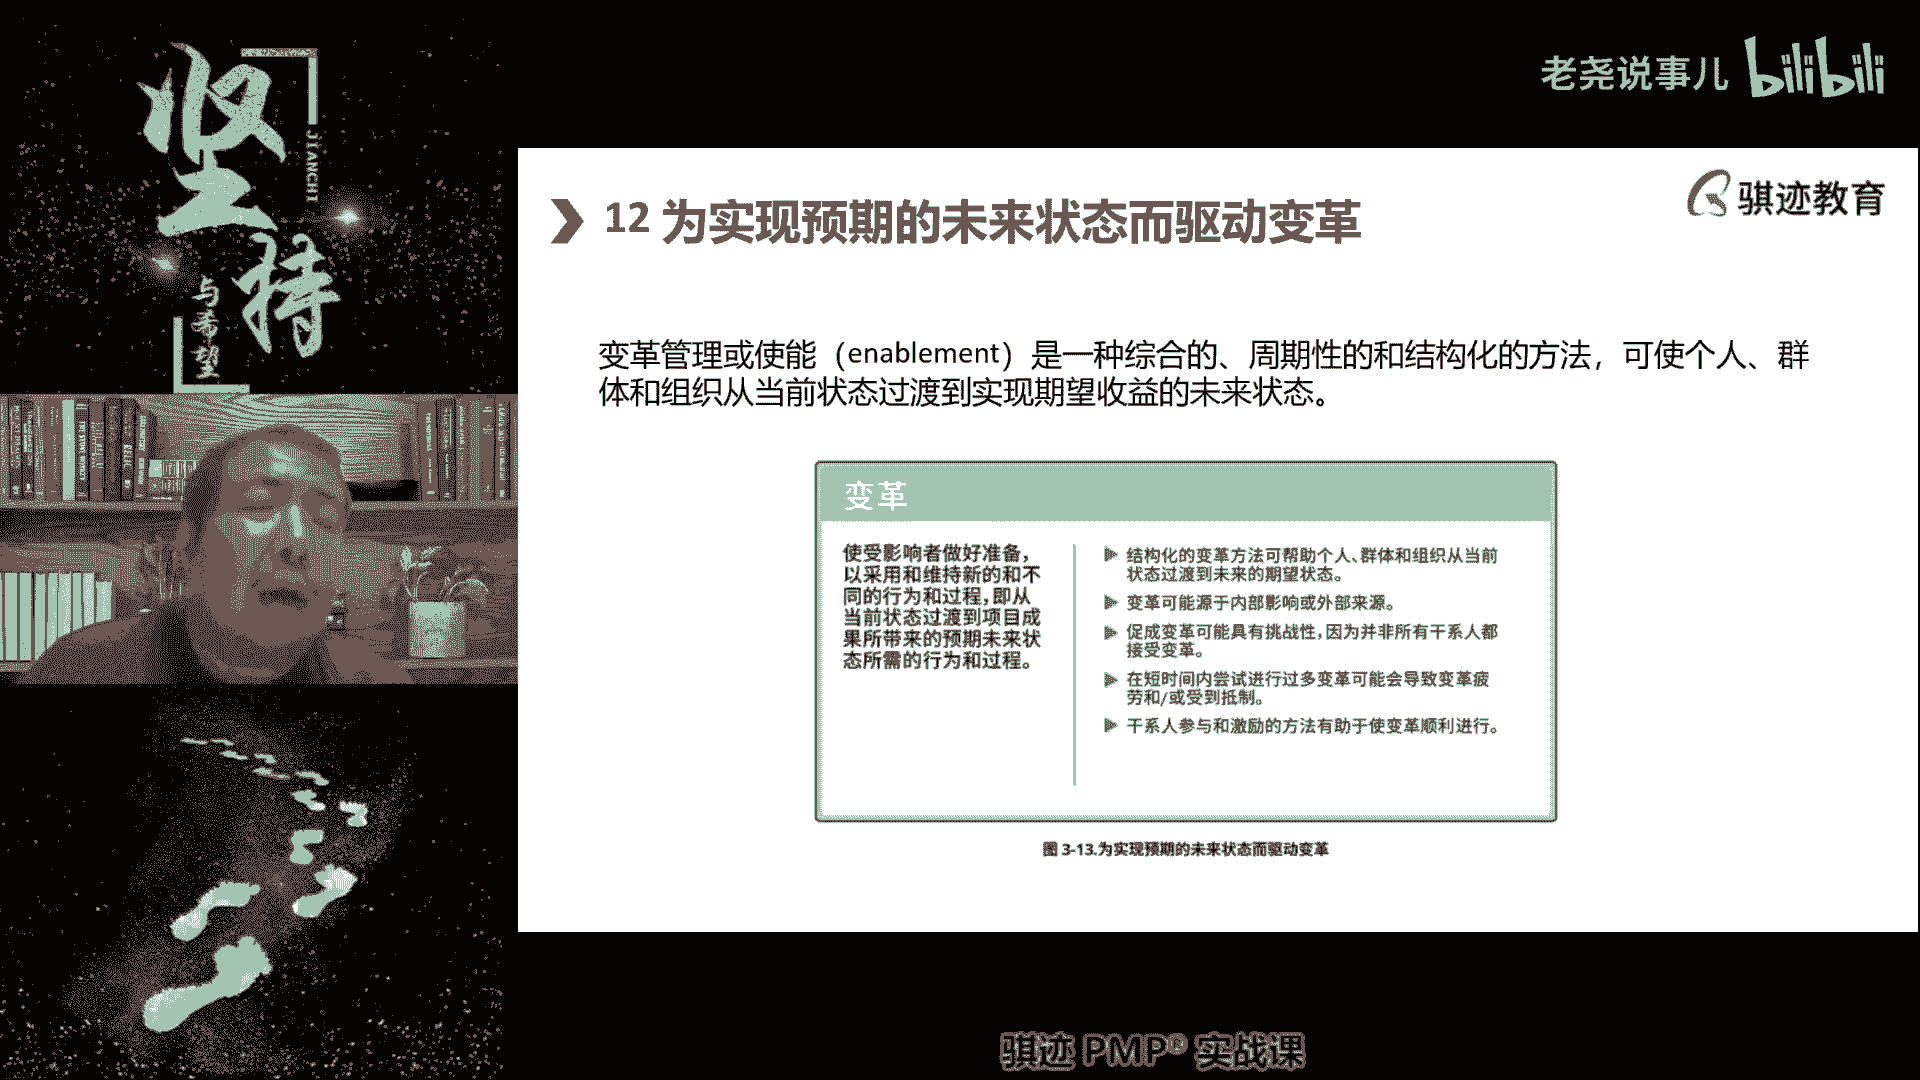 坚持
JIANCHI
与希望
老尧说事儿 bilibili
骐迹教育
12 为实现预期的未来状态而驱动变革
变革管理或使能（enablement）是一种综合的、周期性的和结构化的方法，可使个人、群
体和组织从当前状态过渡到实现期望收益的未来状态。
变革
使受影响者做好准备，
以采用和维持新的和不
同的行为和过程，即从
当前状态过渡到项目成
果所带来的预期未来状
态所需的行为和过程。
结构化的变革方法可帮助个人、群体和组织从当前
状态过渡到未来的期望状态。
变革可能源于内部影响或外部来源。
促成变革可能具有挑战性，因为并非所有干系人都
接受变革。
在短时间内尝试进行过多变革可能会导致变革疲
劳和/或受到抵制。
干系人参与和激励的方法有助于使变革顺利进行。
图 3-13.为实现预期的未来状态而驱动变革
骐迹 PMP® 实战课